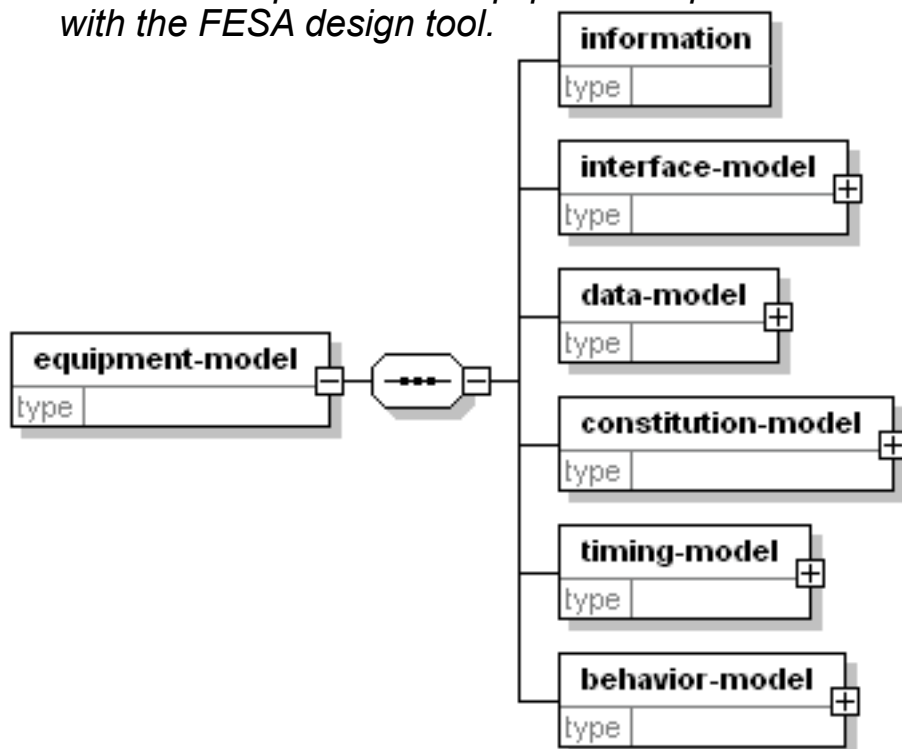 with the FESA design tool.
information
type
interface-model
type
data-model
type
equipment-model
type
constitution-model
type
timing-model
type
behavior-model
type